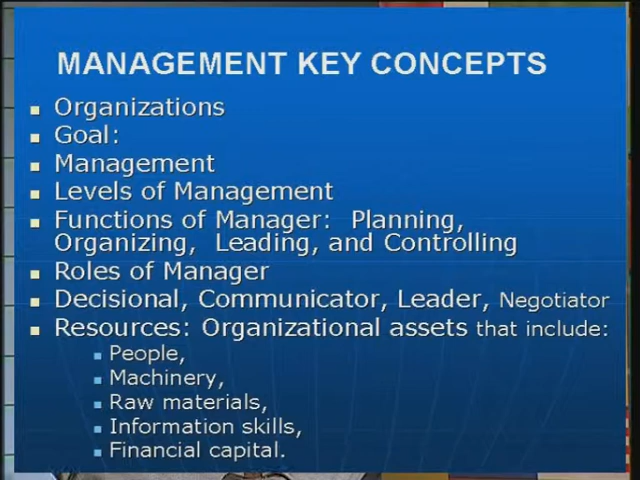 MANAGEMENT KEY CONCEPTS
Organizations
Goal:
Management
Levels of Management
Functions of Manager: Planning,
Organizing, Leading, and Controlling
Roles of Manager
Decisional, Communicator, Leader, Negotiator
Resources: Organizational assets that include:
People,
Machinery,
Raw materials,
Information skills,
Financial capital.